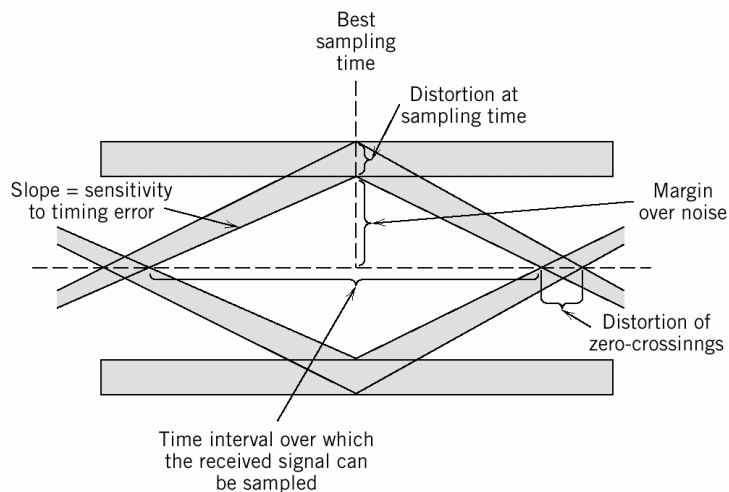 Best
sampling
time
Distortion at
sampling time
Slope = sensitivity
to timing error
Margin
over noise
Distortion of
zero-crossinngs
Time interval over which
the received signal can
be sampled